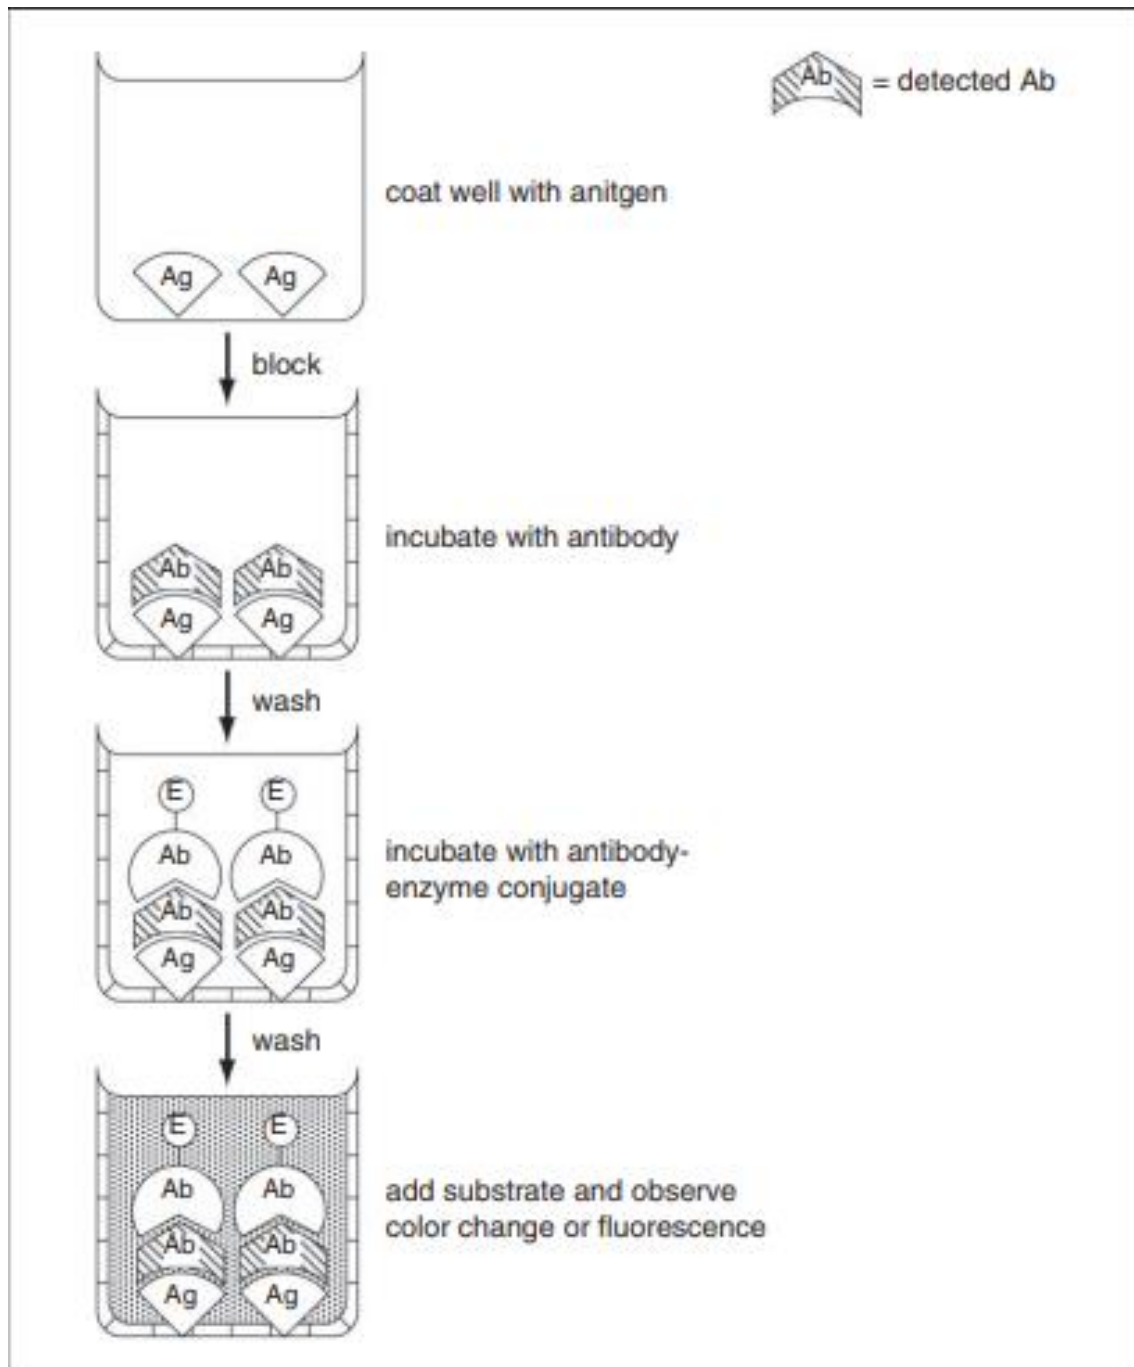 Ab = detected Ab
coat well with anitgen
Ag Ag
block
incubate with antibody
Ab Ab
Ag Ag
wash
E E
Ab Ab
incubate with antibody-
enzyme conjugate
Ab Ab
Ag Ag
wash
E E
Ab Ab
add substrate and observe
color change or fluorescence
Ab Ab
Ag Ag